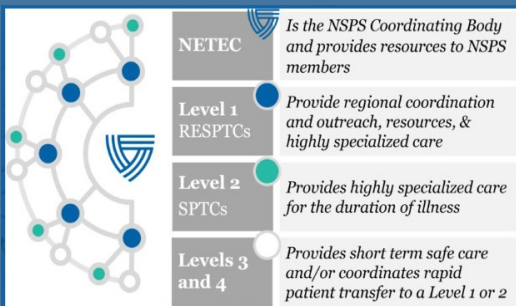 NETEC
Is the NSPS Coordinating Body
and provides resources to NSPS
members
Level 1
RESPTCs
Provide regional coordination
and outreach, resources, &
highly specialized care
Level 2
SPTCs
Provides highly specialized care
for the duration of illness
Levels 3
and 4
Provides short term safe care
and/or coordinates rapid
patient transfer to a Level 1 or 2